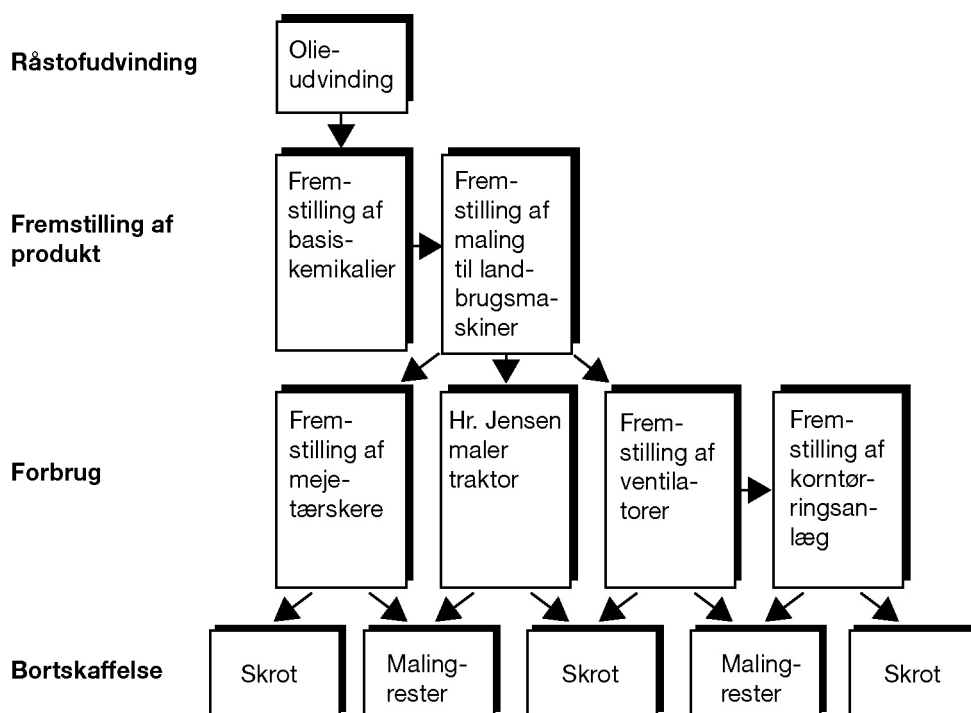 Råstofudvinding
Olie-
udvinding
Fremstilling af
produkt
Frem-
stilling af
basis-
kemikalier
Frem-
stilling af
maling
til land-
brugsma-
skiner
Forbrug
Frem-
stilling af
meje-
tærskere
Hr. Jensen
maler
traktor
Frem-
stilling af
ventila-
torer
Frem-
stilling af
korntør-
ringsan-
læg
Bortskaffelse
Skrot
Maling-
rester
Skrot
Maling-
rester
Skrot